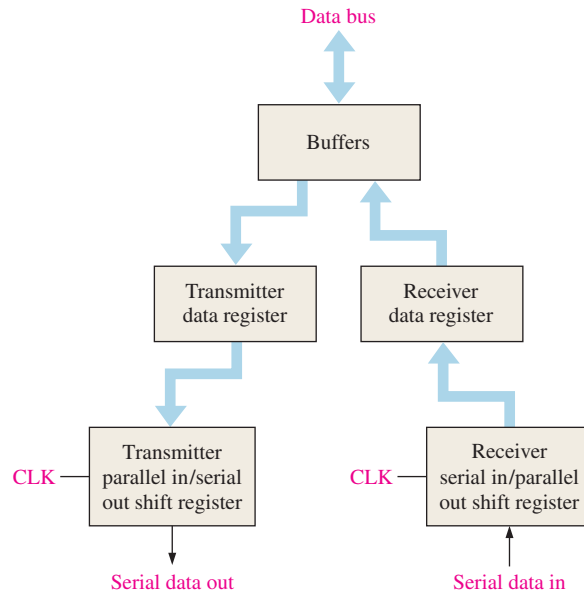 Data bus
Buffers
Transmitter
data register
Receiver
data register
CLK
Transmitter
parallel in/serial
out shift register
CLK
Receiver
serial in/parallel
out shift register
Serial data out
Serial data in